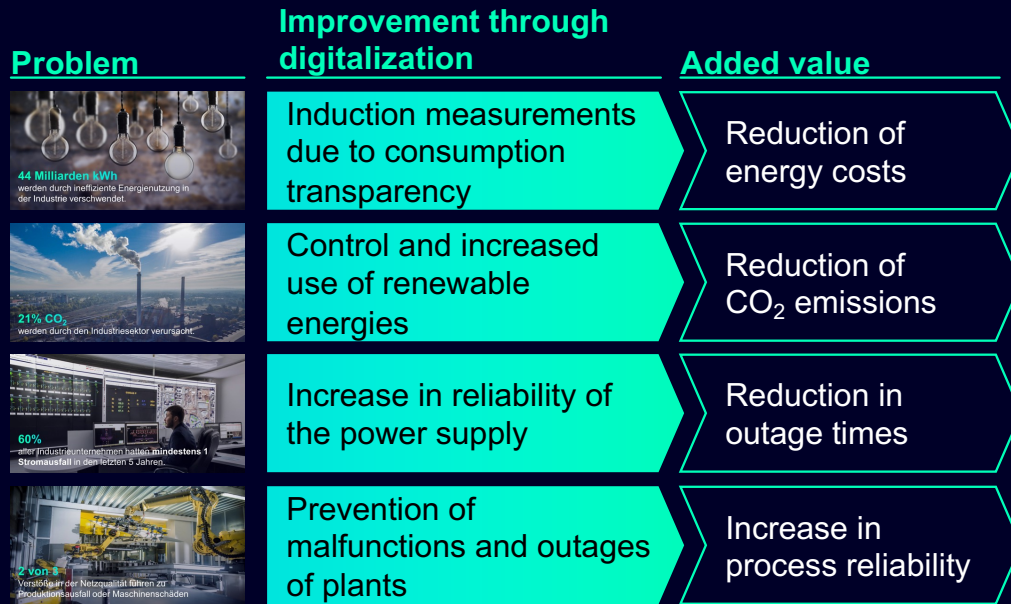 Problem
Improvement through
digitalization
Added value
44 Milliarden kWh
werden durch ineffiziente Energienutzung in
der Industrie verschwendet.
Induction measurements
due to consumption
transparency
Reduction of
energy costs
21% CO₂
werden durch den Industriesektor verursacht.
Control and increased
use of renewable
energies
Reduction of
CO₂ emissions
60%
aller Industrieunternehmen hatten mindestens 1
Stromausfall in den letzten 5 Jahren.
Increase in reliability of
the power supply
Reduction in
outage times
2 von 3
Verstöße in der Netzqualität führen zu
Produktionsausfall oder Maschinenschäden
Prevention of
malfunctions and outages
of plants
Increase in
process reliability